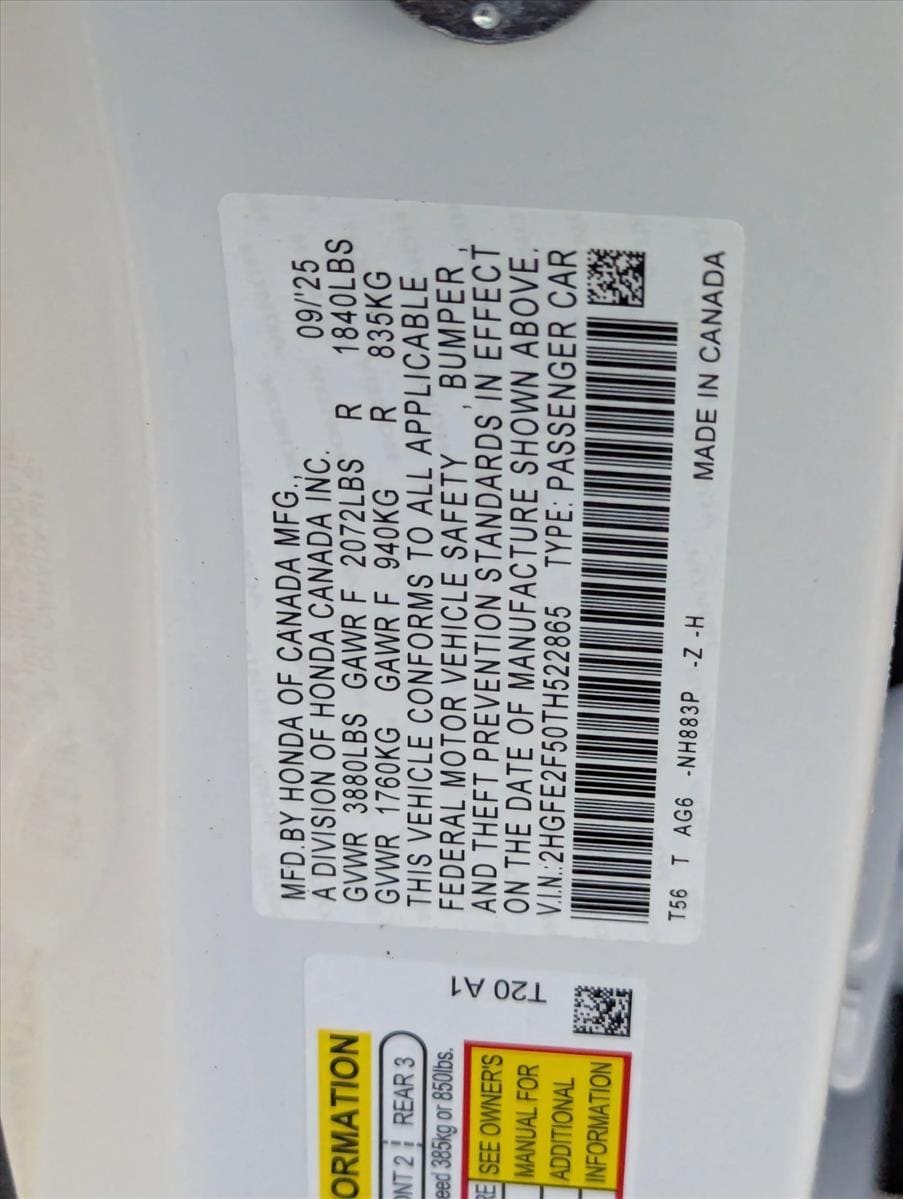 MFD.BY HONDA OF CANADA MFG., 09/'25
A DIVISION OF HONDA CANADA INC.
GVWR 3880LBS GAWR F 2072LBS R 1840LBS
GVWR 1760KG GAWR F 940KG R 835KG
THIS VEHICLE CONFORMS TO ALL APPLICABLE
FEDERAL MOTOR VEHICLE SAFETY , BUMPER ,
AND THEFT PREVENTION STANDARDS IN EFFECT
ON THE DATE OF MANUFACTURE SHOWN ABOVE.
V.I.N.:2HGFE2F50TH522865 TYPE: PASSENGER CAR
T56 T AG6 -NH883P -Z -H MADE IN CANADA
T20 A1
ORMATION
NT 2 REAR 3
eed 385kg or 850lbs.
RE SEE OWNER'S
MANUAL FOR
ADDITIONAL
INFORMATION